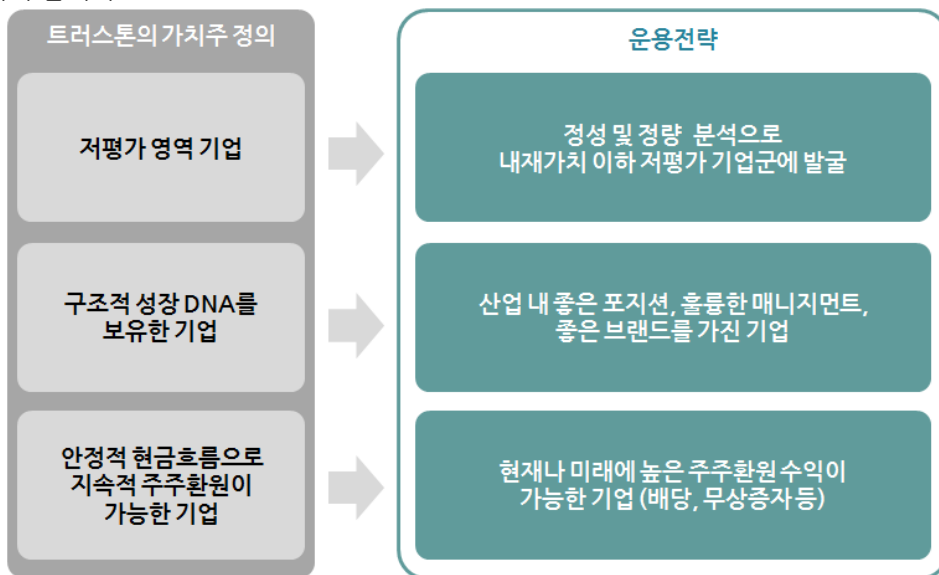 트러스톤의 가치주 정의
운용전략
저평가 영역 기업
정성 및 정량 분석으로
내재가치 이하 저평가 기업군에 발굴
구조적 성장 DNA를
보유한 기업
산업 내 좋은 포지션, 훌륭한 매니지먼트,
좋은 브랜드를 가진 기업
안정적 현금흐름으로
지속적 주주환원이
가능한 기업
현재나 미래에 높은 주주환원 수익이
가능한 기업 (배당, 무상증자 등)